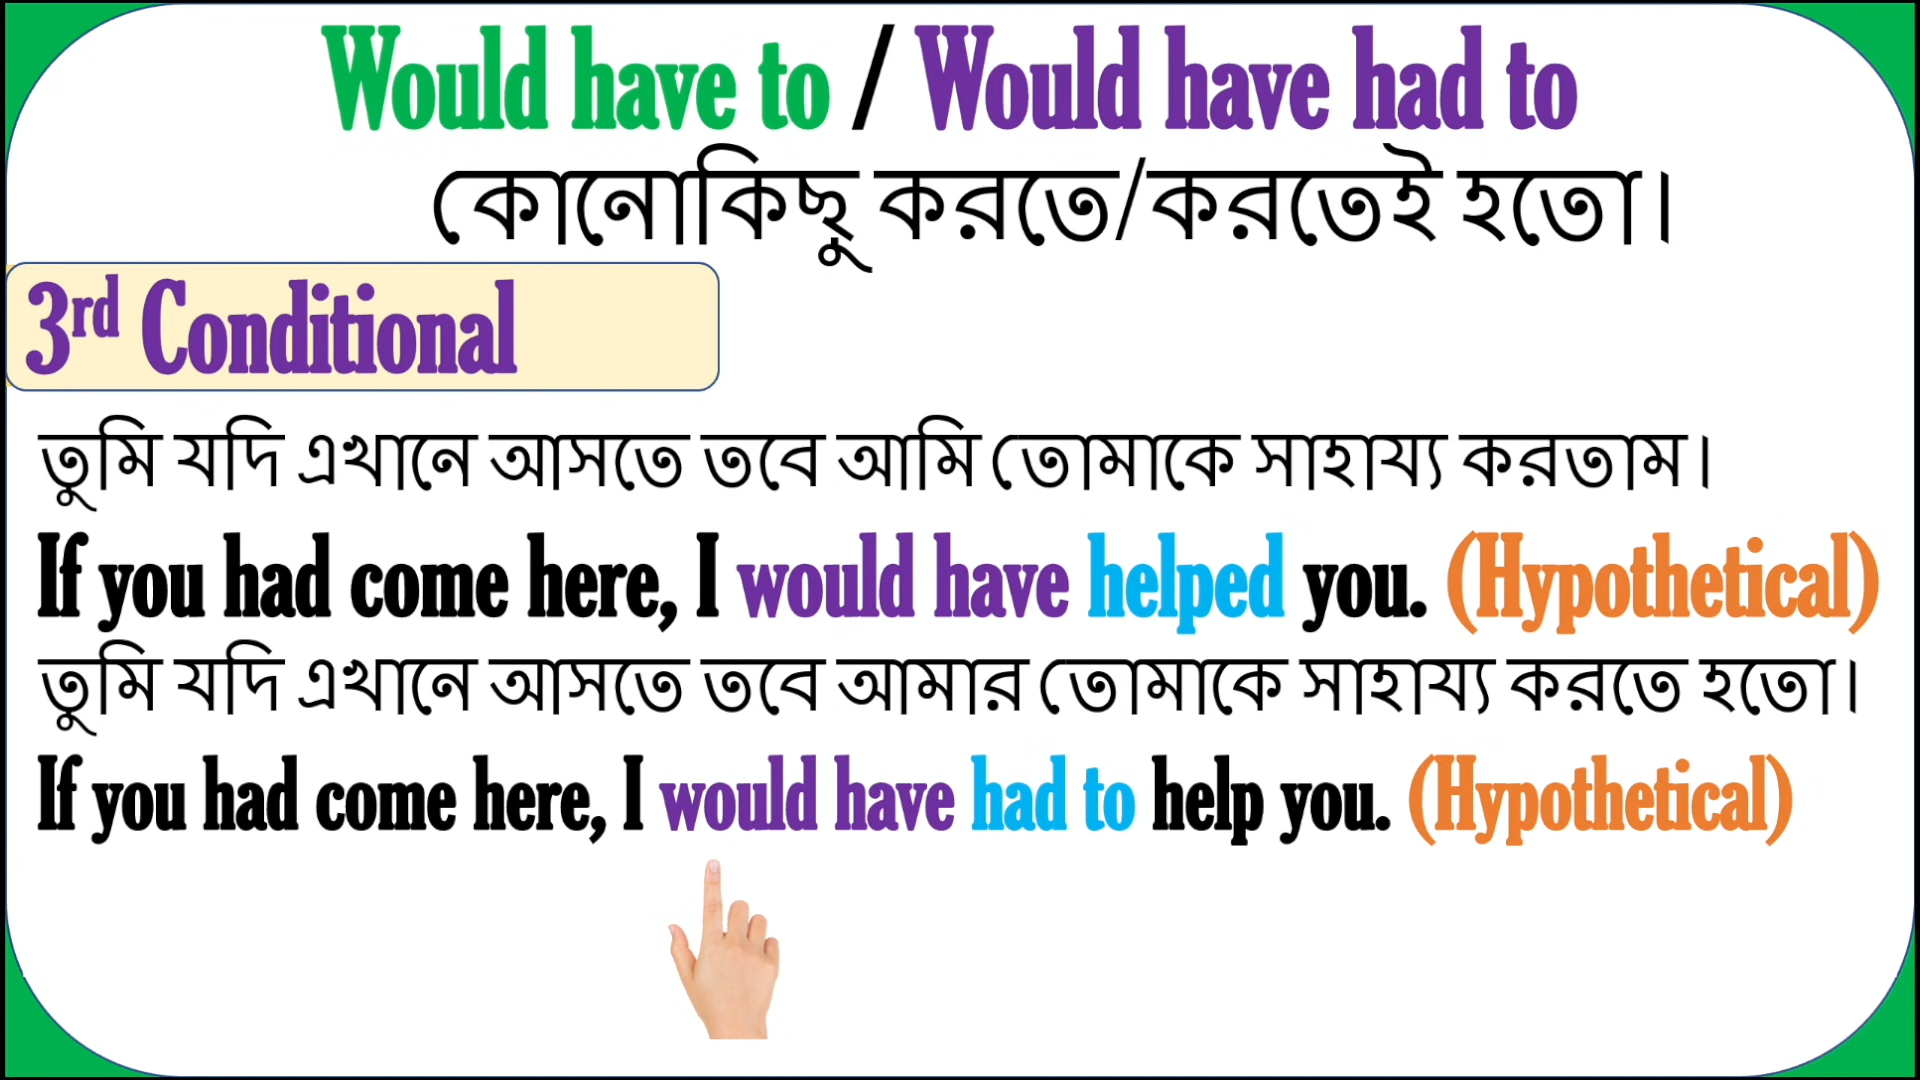 Would have to / Would have had to
কোনোকিছু করতে/করতেই হতো।
3rd Conditional
তুমি যদি এখানে আসতে তবে আমি তোমাকে সাহায্য করতাম।
If you had come here, I would have helped you. (Hypothetical)
তুমি যদি এখানে আসতে তবে আমার তোমাকে সাহায্য করতে হতো।
If you had come here, I would have had to help you. (Hypothetical)